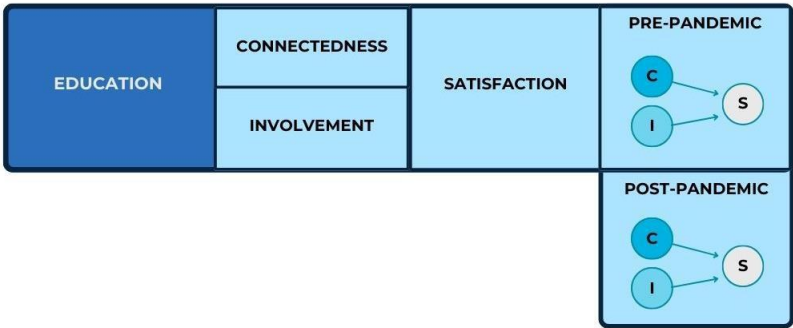 EDUCATION
CONNECTEDNESS
INVOLVEMENT
SATISFACTION
PRE-PANDEMIC
C
I
S
POST-PANDEMIC
C
I
S